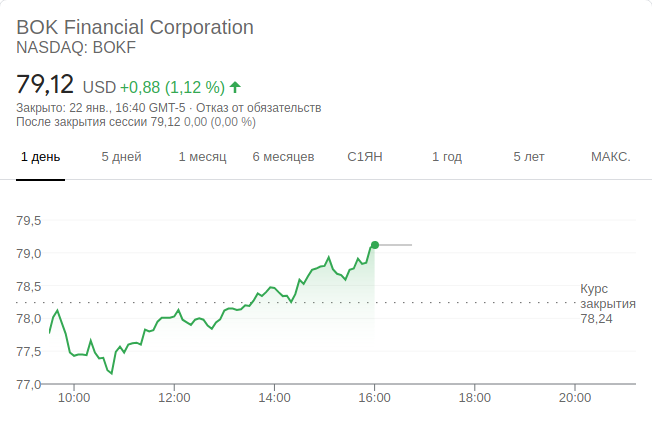 BOK Financial Corporation
NASDAQ: BOKF
79,12 USD +0,88 (1,12 %)
Закрыто: 22 янв., 16:40 GMT-5 · Отказ от обязательств
После закрытия сессии 79,12 0,00 (0,00 %)
1 день 5 дней 1 месяц 6 месяцев С1ЯН 1 год 5 лет МАКС.
79,5
79,0
78,5
78,0
77,5
77,0
Курс
закрытия
78,24
10:00 12:00 14:00 16:00 18:00 20:00